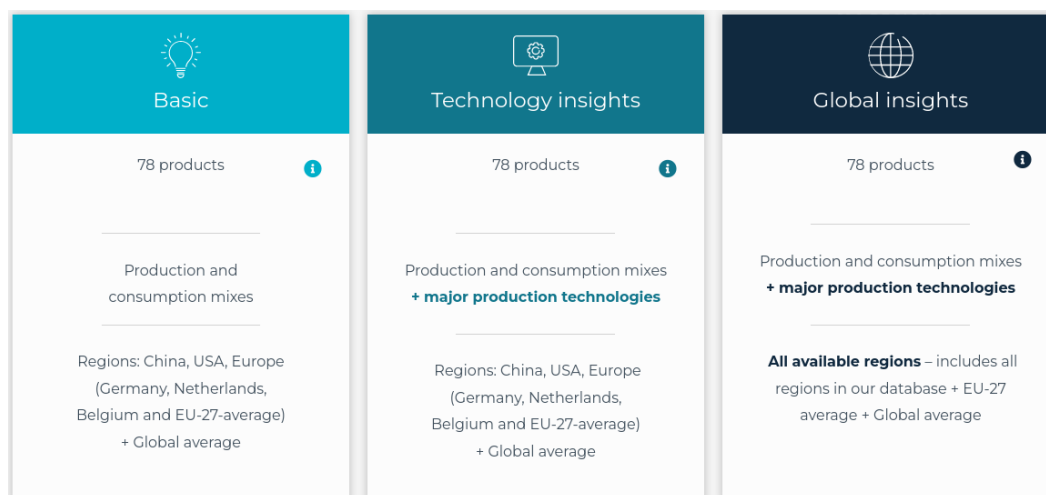 Basic
78 products
Production and
consumption mixes
Regions: China, USA, Europe
(Germany, Netherlands,
Belgium and EU-27-average)
+ Global average
Technology insights
78 products
Production and consumption mixes
+ major production technologies
Regions: China, USA, Europe
(Germany, Netherlands,
Belgium and EU-27-average)
+ Global average
Global insights
78 products
Production and consumption mixes
+ major production technologies
All available regions – includes all
regions in our database + EU-27
average + Global average